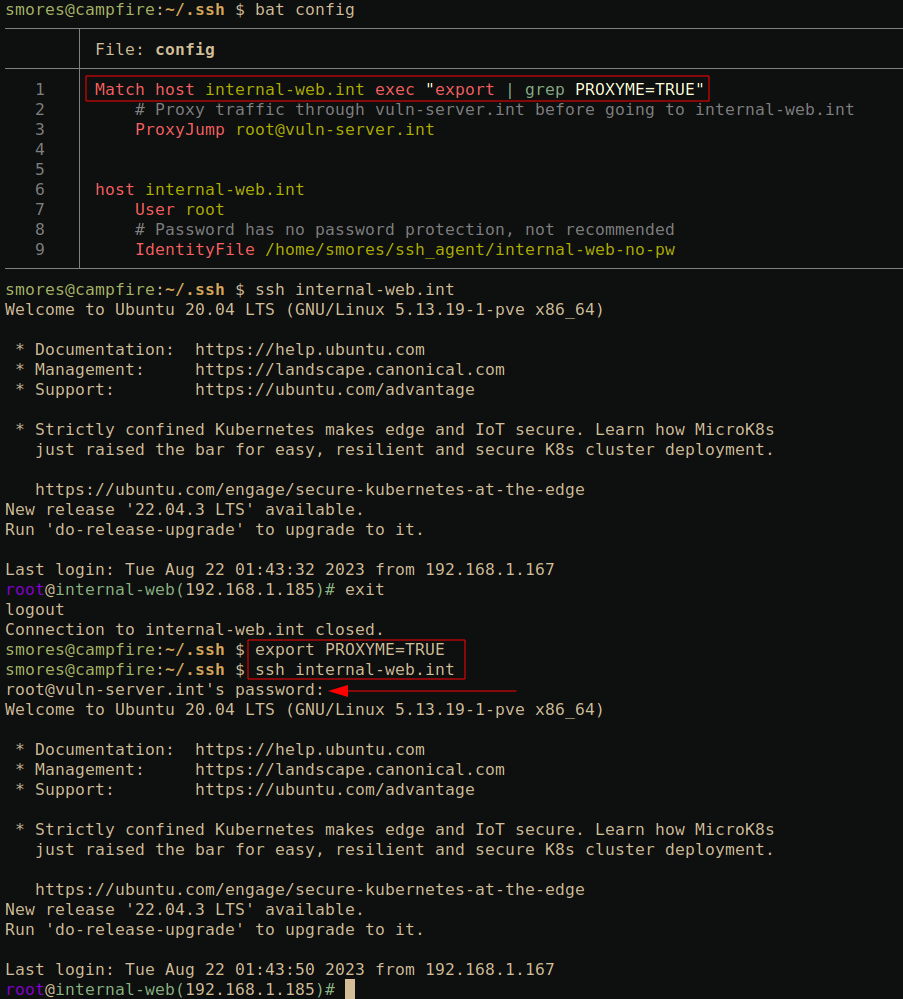 smores@campfire:~/.ssh $ bat config
File: config
1 Match host internal-web.int exec "export | grep PROXYME=TRUE"
2 # Proxy traffic through vuln-server.int before going to internal-web.int
3 ProxyJump root@vuln-server.int
4
5
6 host internal-web.int
7 User root
8 # Password has no password protection, not recommended
9 IdentityFile /home/smores/ssh_agent/internal-web-no-pw
smores@campfire:~/.ssh $ ssh internal-web.int
Welcome to Ubuntu 20.04 LTS (GNU/Linux 5.13.19-1-pve x86_64)
* Documentation:  https://help.ubuntu.com
* Management:     https://landscape.canonical.com
* Support:        https://ubuntu.com/advantage
* Strictly confined Kubernetes makes edge and IoT secure. Learn how MicroK8s
just raised the bar for easy, resilient and secure K8s cluster deployment.
https://ubuntu.com/engage/secure-kubernetes-at-the-edge
New release '22.04.3 LTS' available.
Run 'do-release-upgrade' to upgrade to it.
Last login: Tue Aug 22 01:43:32 2023 from 192.168.1.167
root@internal-web(192.168.1.185)# exit
logout
Connection to internal-web.int closed.
smores@campfire:~/.ssh $ export PROXYME=TRUE
smores@campfire:~/.ssh $ ssh internal-web.int
root@vuln-server.int's password:
Welcome to Ubuntu 20.04 LTS (GNU/Linux 5.13.19-1-pve x86_64)
* Documentation:  https://help.ubuntu.com
* Management:     https://landscape.canonical.com
* Support:        https://ubuntu.com/advantage
* Strictly confined Kubernetes makes edge and IoT secure. Learn how MicroK8s
just raised the bar for easy, resilient and secure K8s cluster deployment.
https://ubuntu.com/engage/secure-kubernetes-at-the-edge
New release '22.04.3 LTS' available.
Run 'do-release-upgrade' to upgrade to it.
Last login: Tue Aug 22 01:43:50 2023 from 192.168.1.167
root@internal-web(192.168.1.185)#